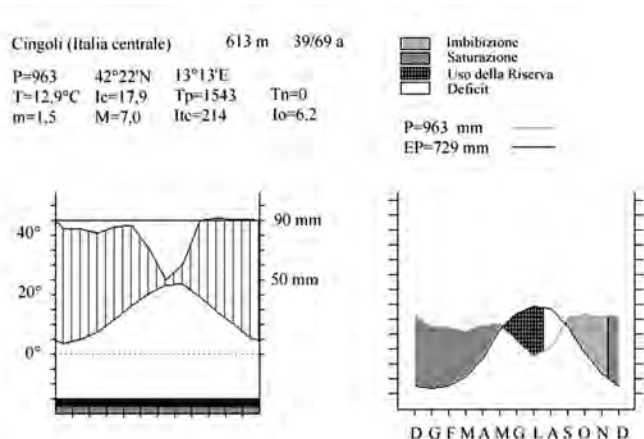 Cingoli (Italia centrale) 613 m 39/69 a
P=963 42°22'N 13°13'E
T=12,9°C Ic=17,9 Tp=1543 Tn=0
m=1,5 M=7,0 Itc=214 Io=6,2
Imbibizione
Saturazione
Uso della Riserva
Deficit
P=963 mm
EP=729 mm
90 mm
40°
20°
50 mm
0°
D G F M A M G L A S O N D